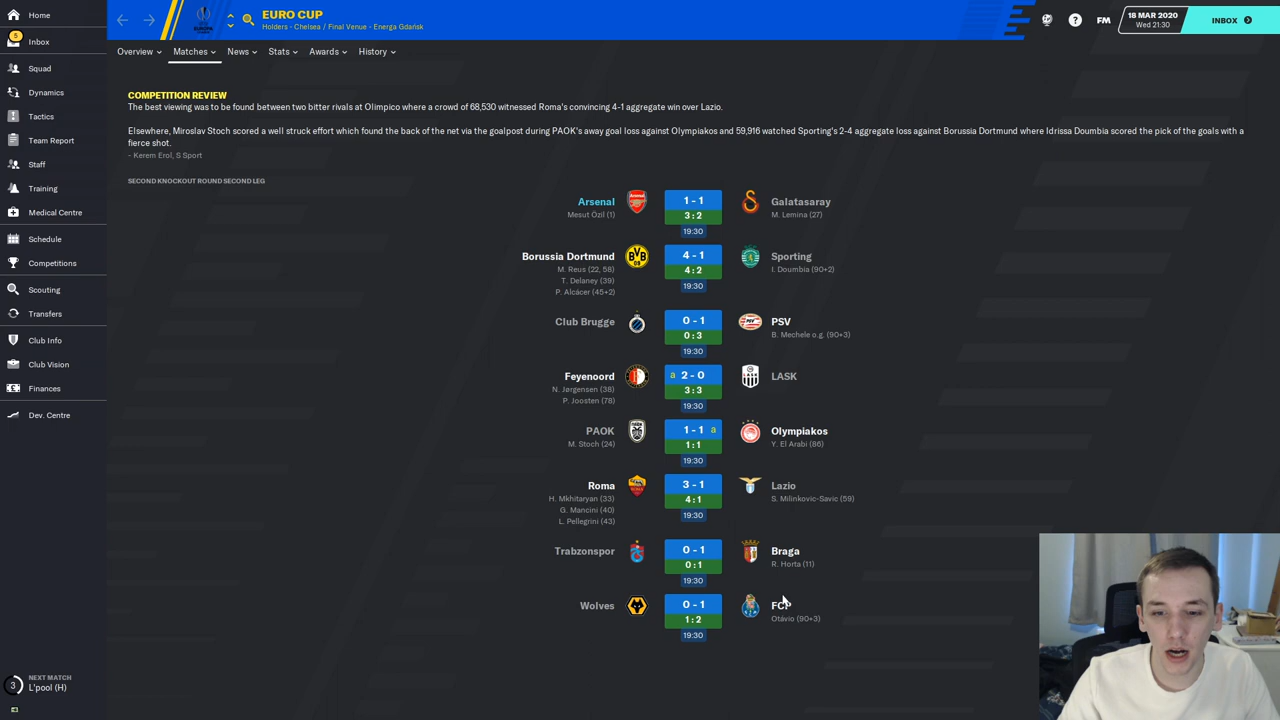 Home
5
Inbox
Squad
Dynamics
Tactics
Team Report
Staff
Training
Medical Centre
Schedule
Competitions
Scouting
Transfers
Club Info
Club Vision
Finances
Dev. Centre
3
NEXT MATCH
L'pool (H)
EURO CUP
Holders - Chelsea / Final Venue - Energa Gdańsk
?
FM
18 MAR 2020
Wed 21:30
INBOX
Overview
Matches
News
Stats
Awards
History
COMPETITION REVIEW
The best viewing was to be found between two bitter rivals at Olimpico where a crowd of 68,530 witnessed Roma's convincing 4-1 aggregate win over Lazio.
Elsewhere, Miroslav Stoch scored a well struck effort which found the back of the net via the goalpost during PAOK's away goal loss against Olympiakos and 59,916 watched Sporting's 2-4 aggregate loss against Borussia Dortmund where Idrissa Doumbia scored the pick of the goals with a
fierce shot.
- Kerem Erol, S Sport
SECOND KNOCKOUT ROUND SECOND LEG
Arsenal 1 - 1 Galatasaray
Mesut Özil (1) 3 : 2 M. Lemina (27)
19:30
Borussia Dortmund 4 - 1 Sporting
M. Reus (22, 58) 4 : 2 I. Doumbia (90+2)
T. Delaney (39)
19:30
P. Alcácer (45+2)
Club Brugge 0 - 1 PSV
0 : 3 B. Mechele o.g. (90+3)
19:30
Feyenoord a 2 - 0 LASK
N. Jørgensen (38) 3 : 3
P. Joosten (78)
19:30
PAOK 1 - 1 a Olympiakos
M. Stoch (24) 1 : 1 Y. El Arabi (86)
19:30
Roma 3 - 1 Lazio
H. Mkhitaryan (33) 4 : 1 S. Milinkovic-Savic (59)
G. Mancini (40)
19:30
L. Pellegrini (43)
Trabzonspor 0 - 1 Braga
0 : 1 R. Horta (11)
19:30
Wolves 0 - 1 FCP
1 : 2 Otávio (90+3)
19:30